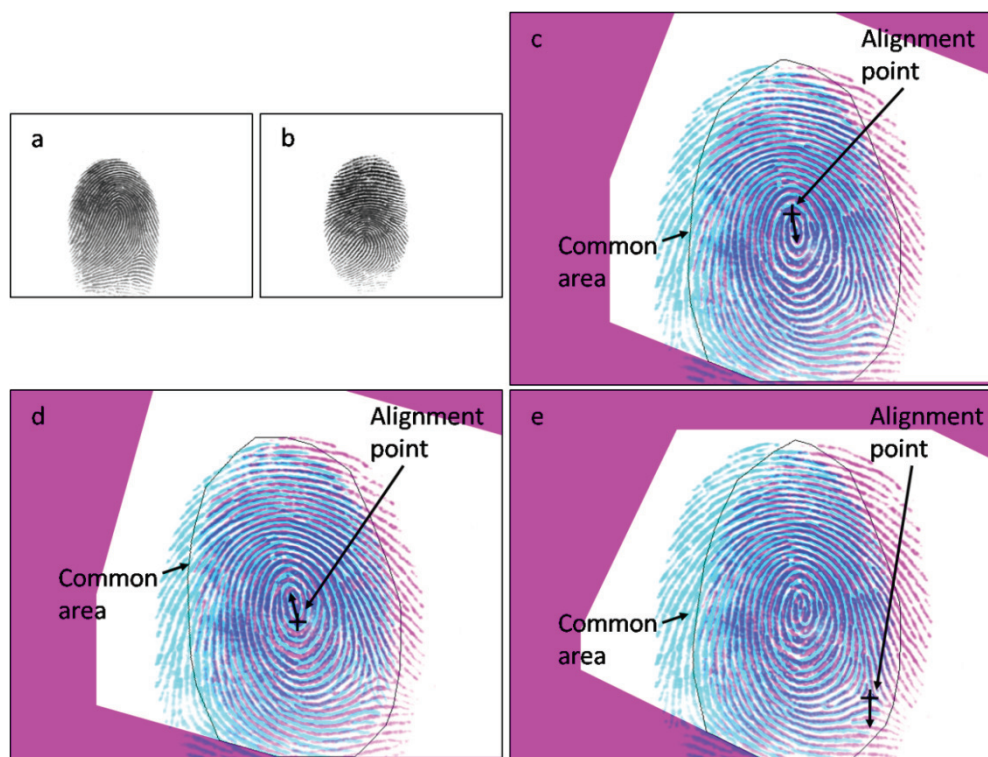 a
b
c
Alignment
point
Common
area
d
Alignment
point
Common
area
e
Alignment
point
Common
area